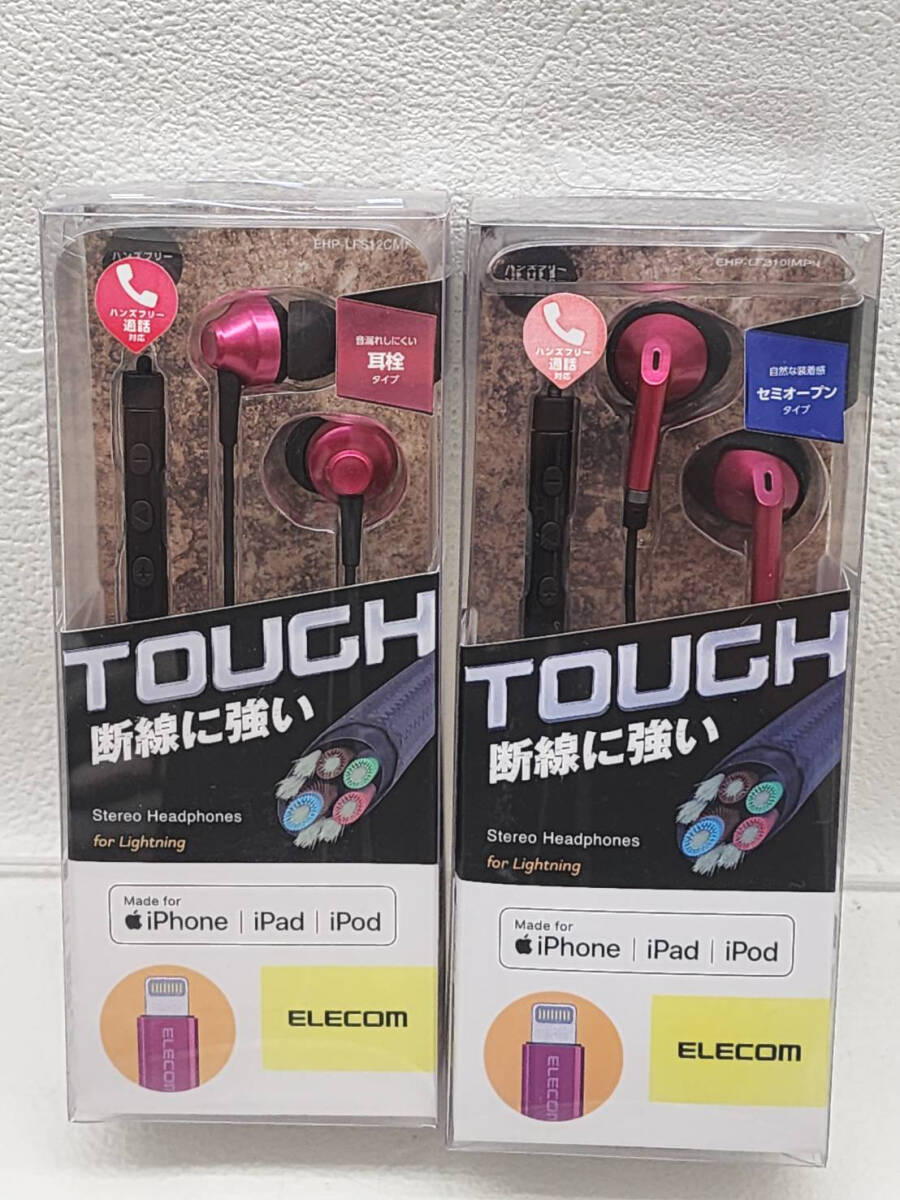 EHP-LFS12CM
ハンズフリー
ハンズフリー
通話
対応
音漏れしにくい
耳栓
タイプ
TOUGH
断線に強い
Stereo Headphones
for Lightning
Made for
iPhone | iPad | iPod
ELECOM
ELECOM
ハンズフリー
通話
対応
自然な装着感
セミオープン
タイプ
TOUGH
断線に強い
Stereo Headphones
for Lightning
Made for
iPhone | iPad | iPod
ELECOM
ELECOM